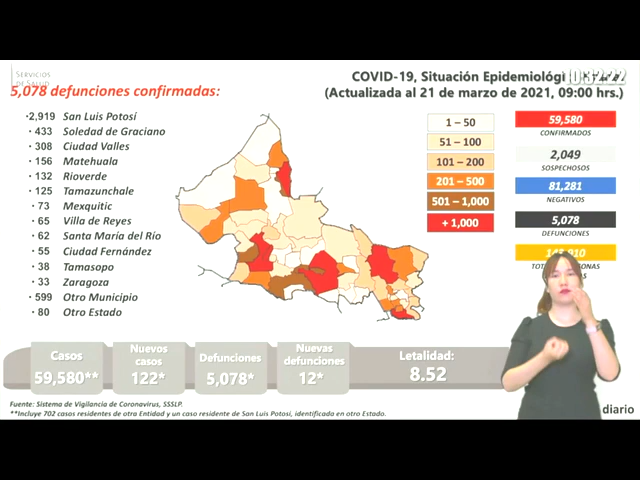 SERVICIOS
DE SALUD
5,078 defunciones confirmadas:
·2,919 San Luis Potosí
· 433 Soledad de Graciano
· 308 Ciudad Valles
· 156 Matehuala
· 132 Rioverde
· 125 Tamazunchale
· 73 Mexquitic
· 65 Villa de Reyes
· 62 Santa María del Río
· 55 Ciudad Fernández
· 38 Tamasopo
· 33 Zaragoza
· 599 Otro Municipio
· 80 Otro Estado
COVID-19, Situación
10:32:22
(Actualizada al 21 de marzo de 2021, 09:00 hrs.)
1 – 50
51 – 100
101 – 200
201 – 500
501 – 1,000
+ 1,000
59,580
CONFIRMADOS
2,049
SOSPECHOSOS
81,281
NEGATIVOS
5,078
DEFUNCIONES
Casos
59,580**
Nuevos
casos
122*
Defunciones
5,078*
Nuevas
defunciones
12*
Letalidad:
8.52
Fuente: Sistema de Vigilancia de Coronavirus, SSSLP.
**Incluye 702 casos residentes de otra Entidad y un caso residente de San Luis Potosí, identificada en otro Estado.
diario